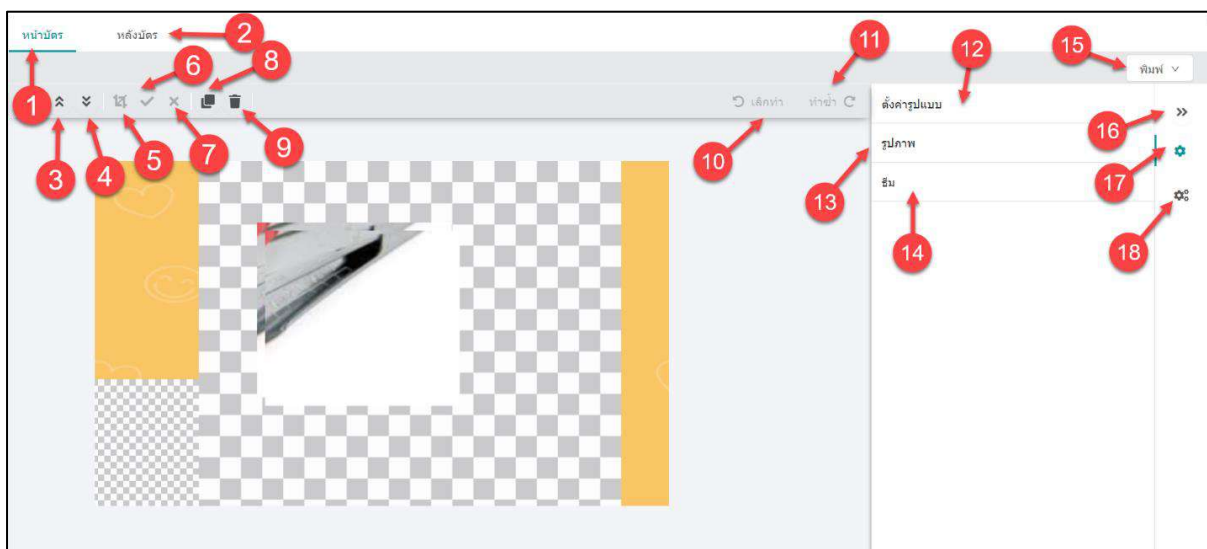 หน้าบัตร หลังบัตร 2 8 11 12 15
6 พิมพ์
1 เลิกทำ ทำซ้ำ ตั้งค่ารูปแบบ 16
3 4 5 7 9 10 13 รูปภาพ 17
ธีม
14 18